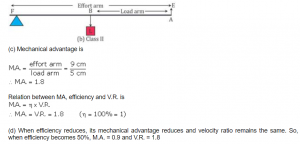 Effort arm
F
B
Load arm
E
A
(b) Class II
(c) Mechanical advantage is
M.A. = effort arm / load arm = 9 cm / 5 cm
∴ M.A. = 1.8
Relation between MA, efficiency and V.R. is
M.A. = η x V.R.
∴ M.A. = V.R. = 1.8 (η = 100% = 1)
(d) When efficiency reduces, its mechanical advantage reduces and velocity ratio remains the same. So,
when efficiency becomes 50%, M.A. = 0.9 and V.R. = 1.8